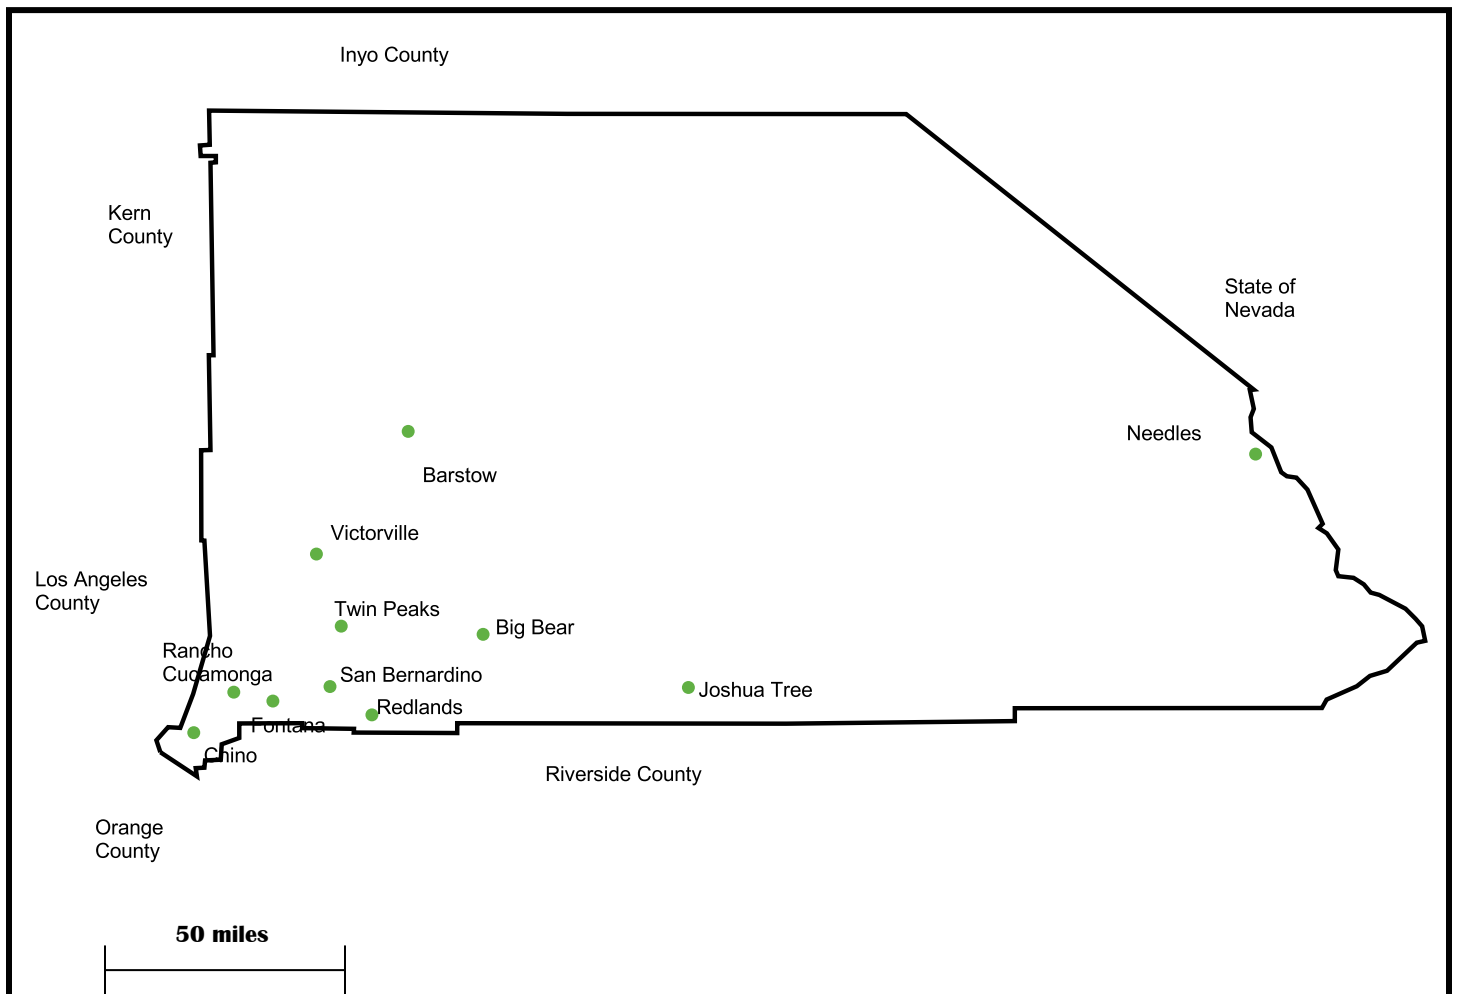 Inyo County
Kern
County
State of
Nevada
Needles
Barstow
Victorville
Los Angeles
County
Twin Peaks
Big Bear
Rancho
Cucamonga
San Bernardino
Joshua Tree
Redlands
Fontana
Chino
Riverside County
Orange
County
50 miles